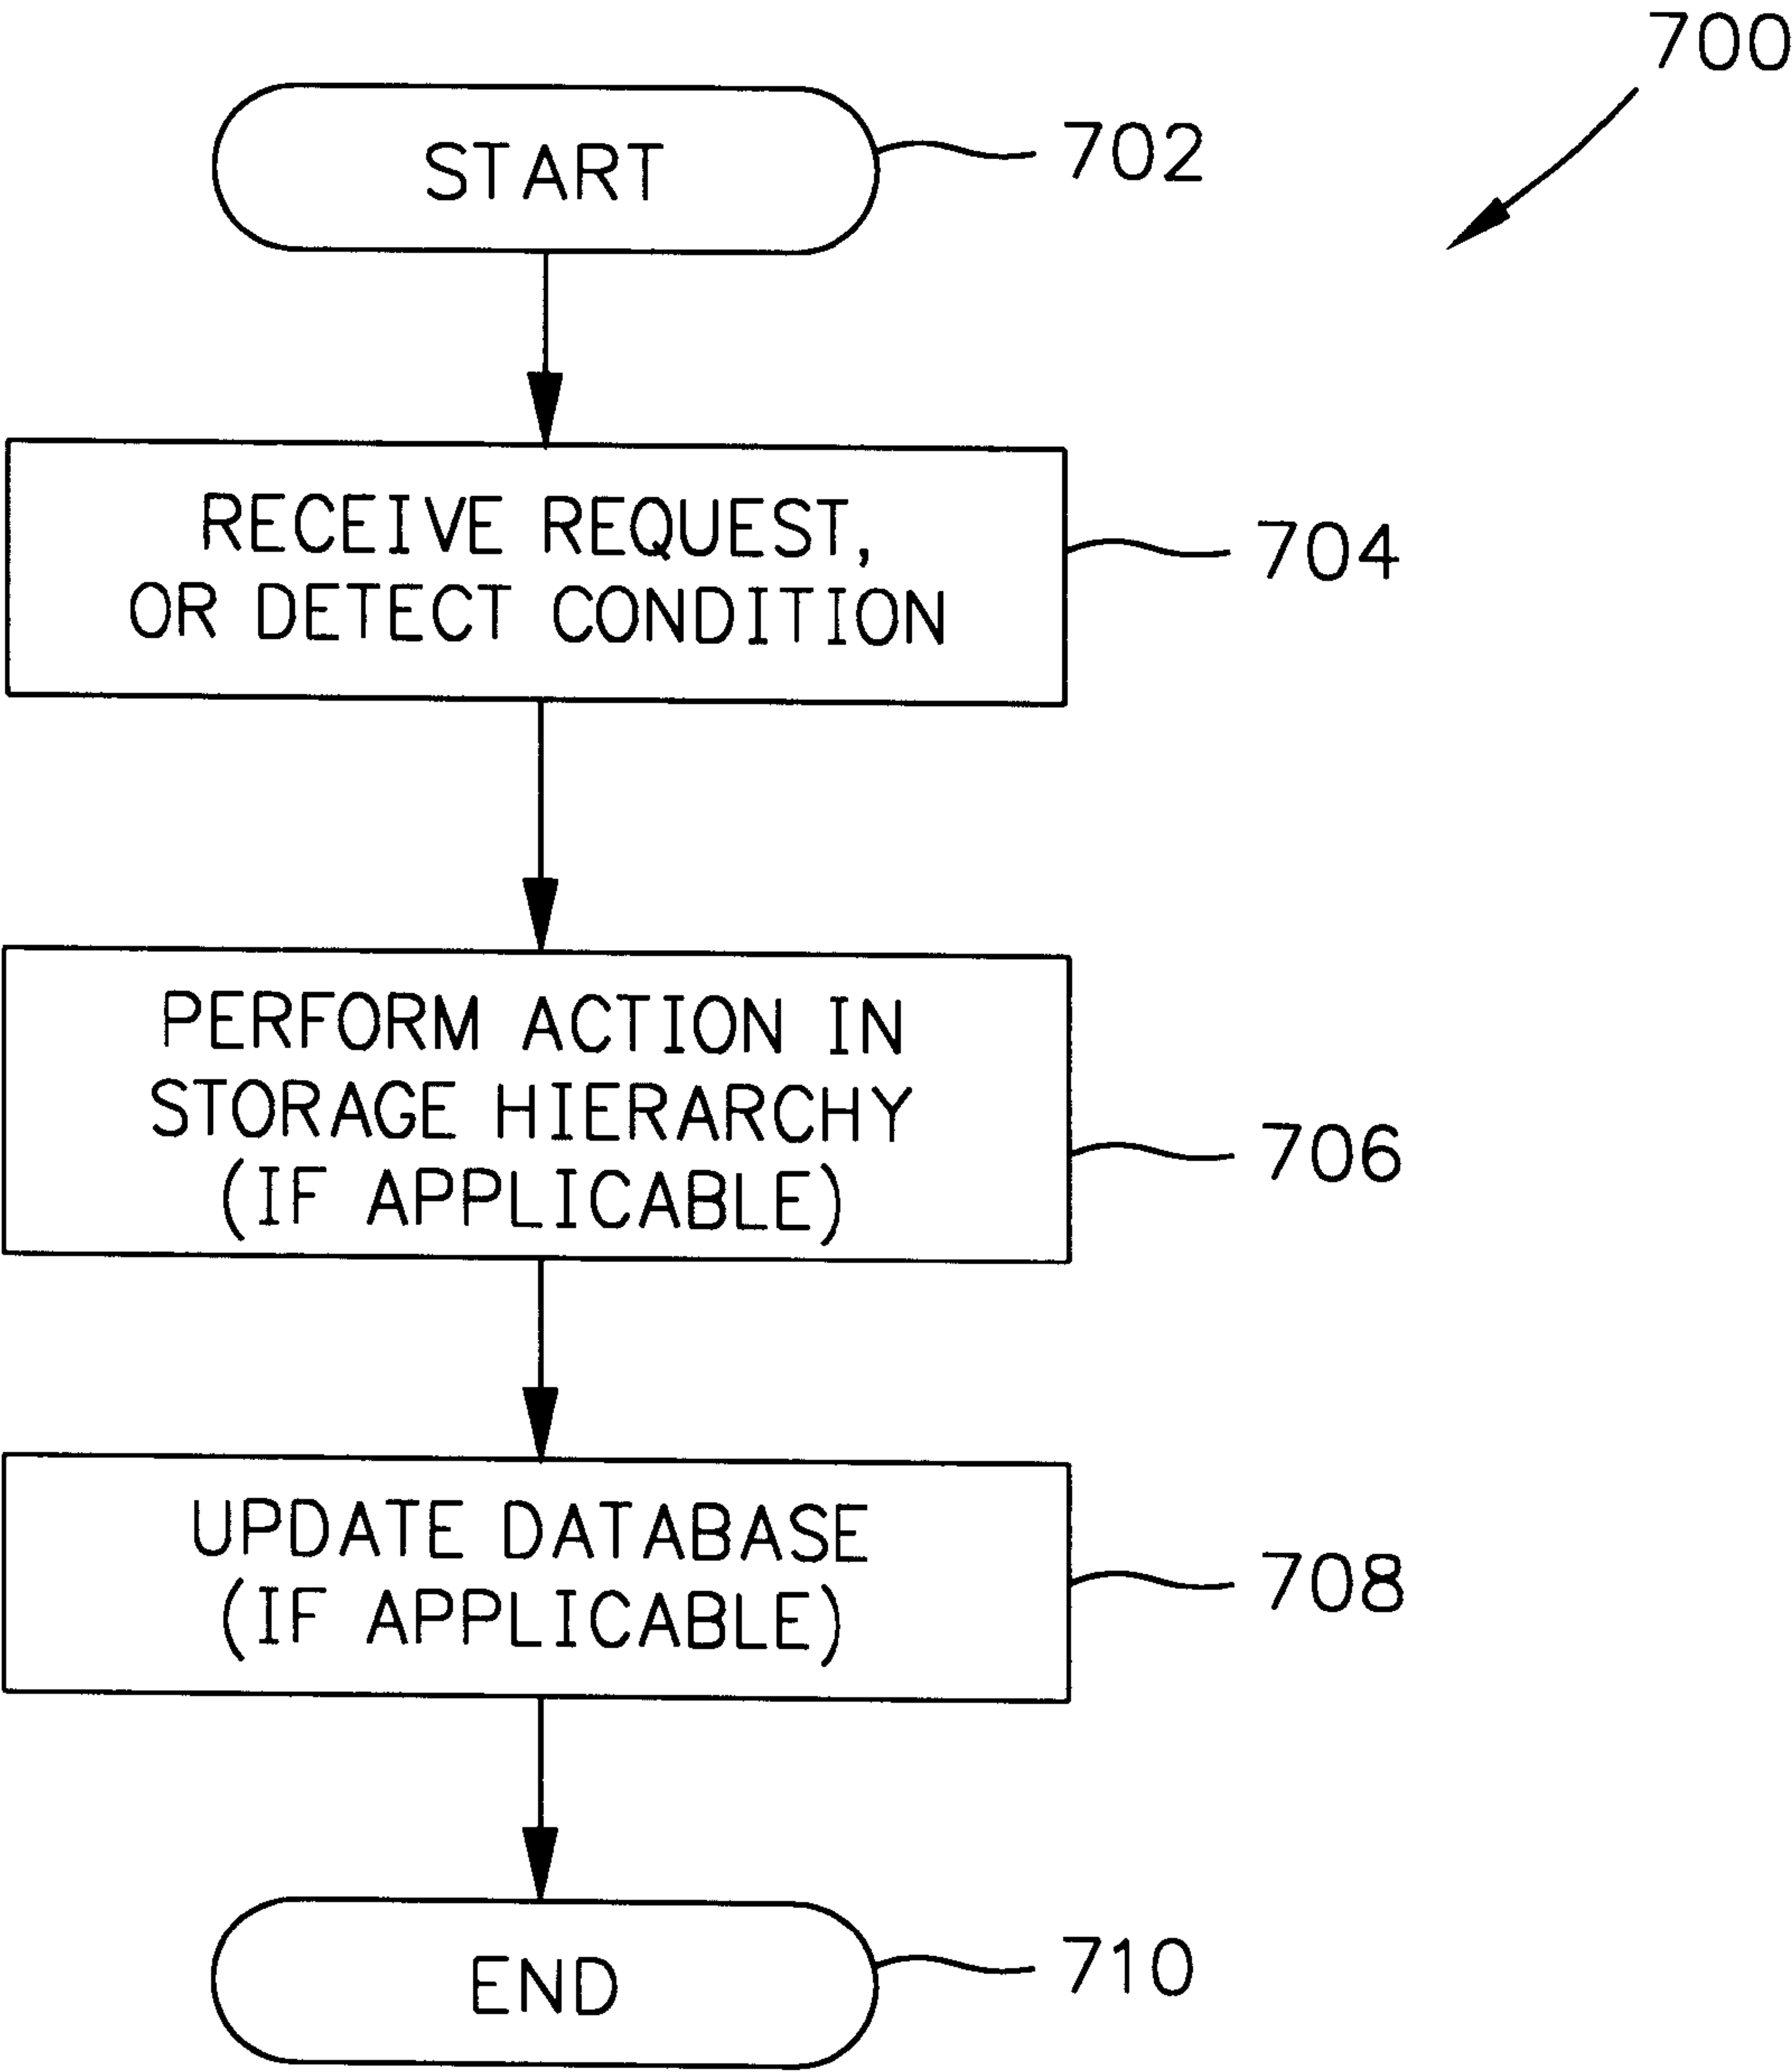 700
START
702
RECEIVE REQUEST,
OR DETECT CONDITION
704
PERFORM ACTION IN
STORAGE HIERARCHY
(IF APPLICABLE)
706
UPDATE DATABASE
(IF APPLICABLE)
708
END
710